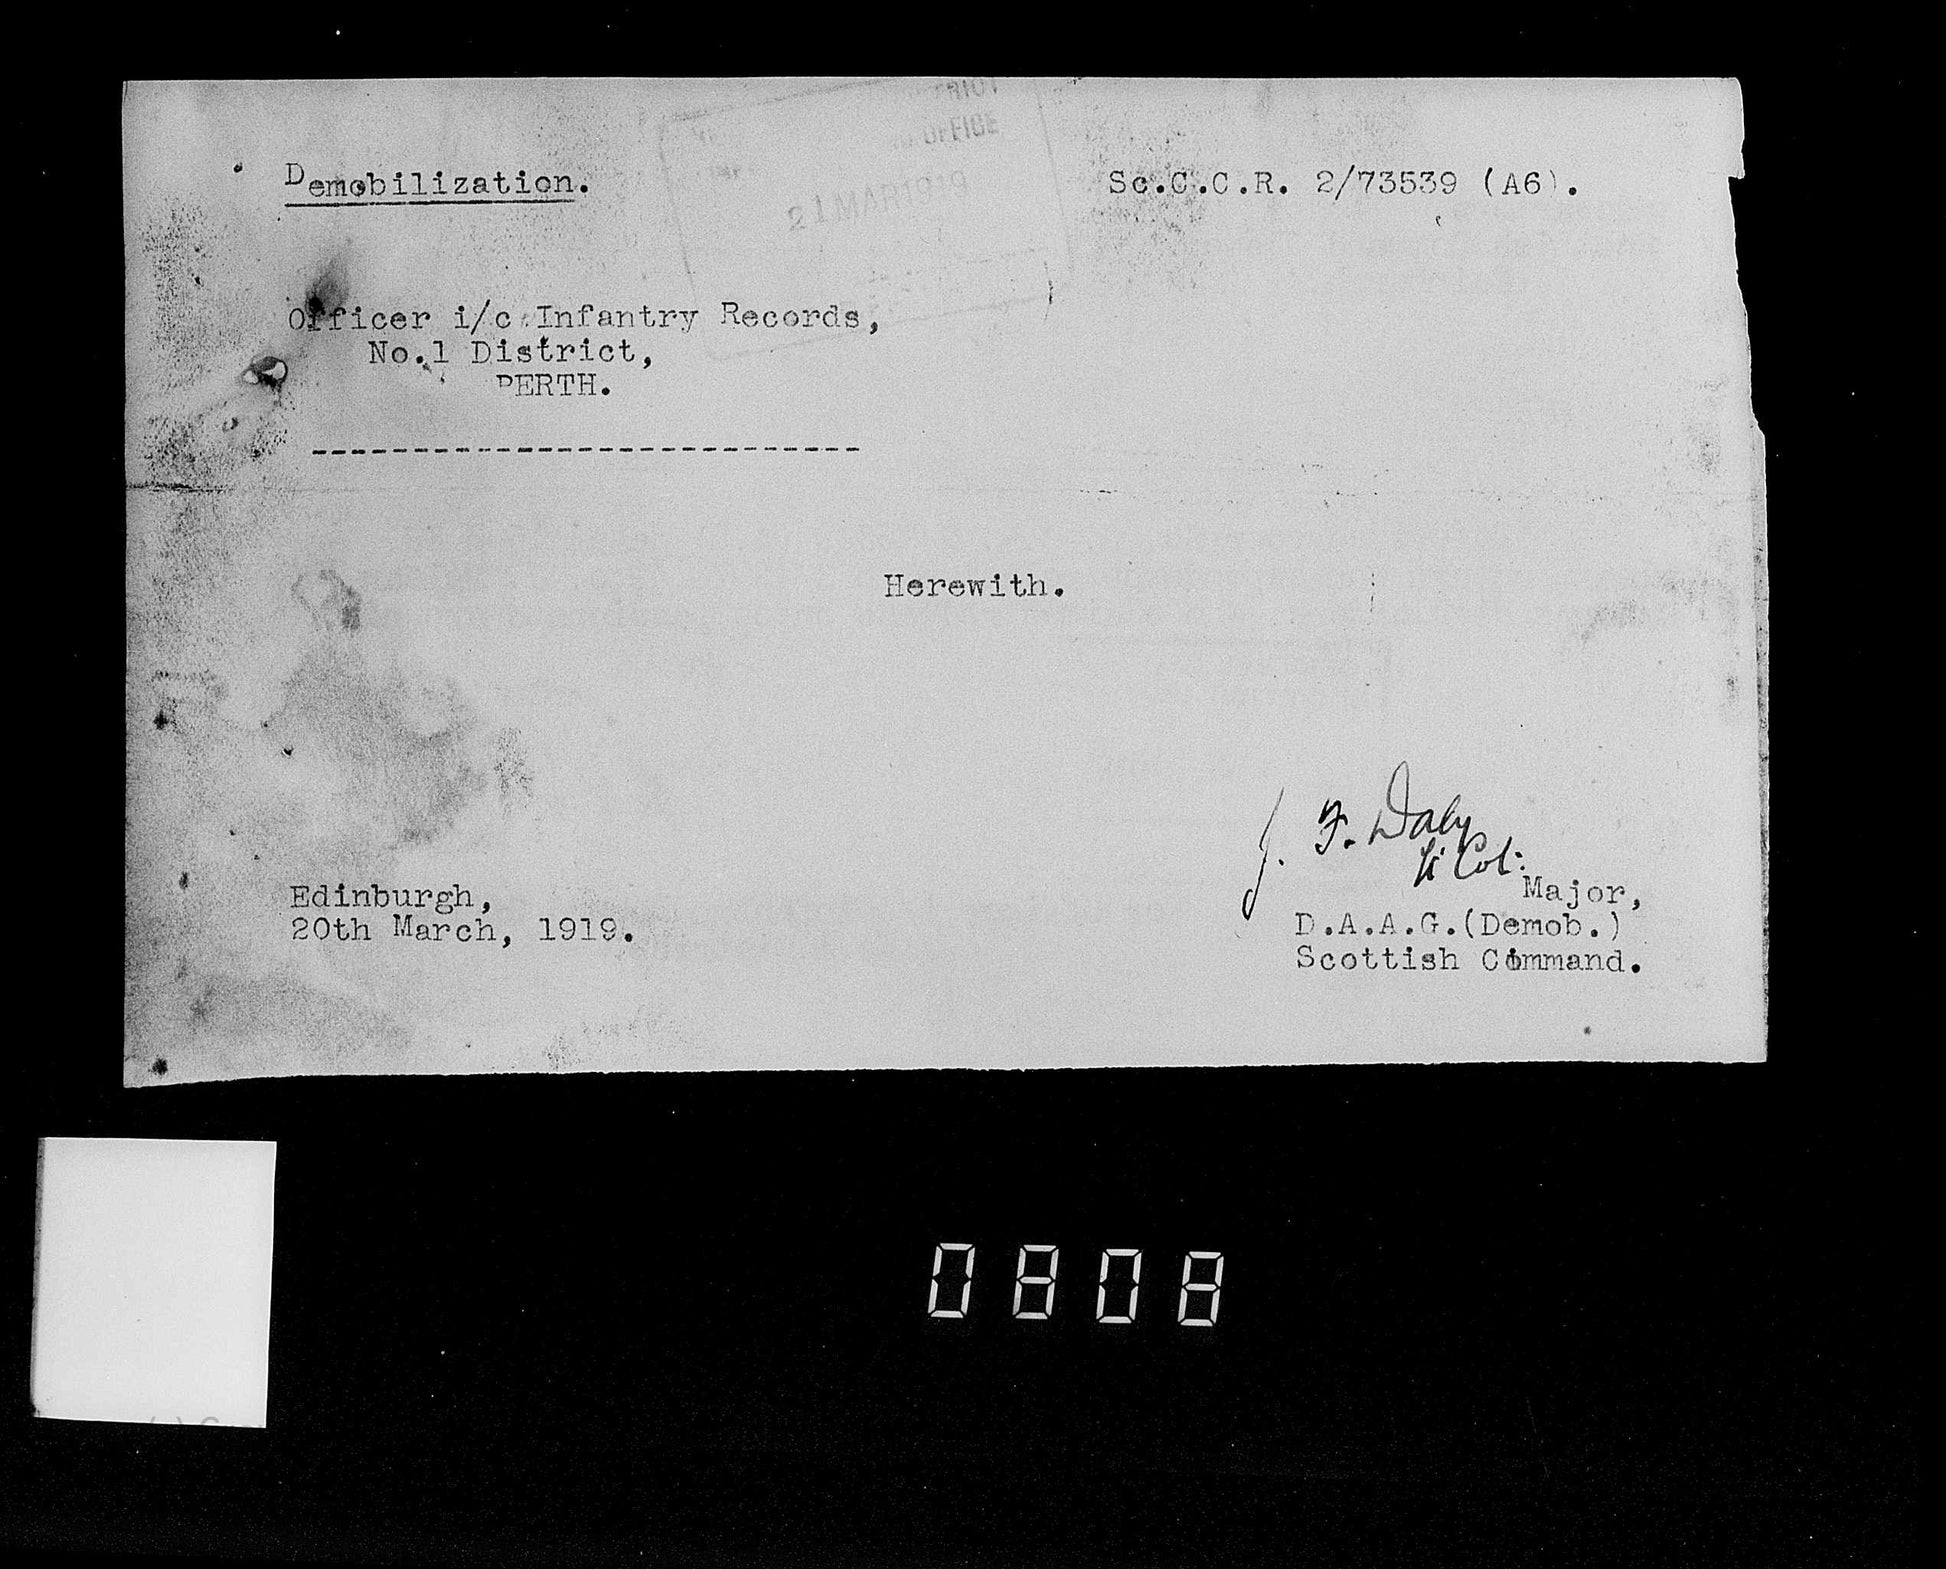 OFFICE
21 MAR 1919
Demobilization.
Sc.C.C.R. 2/73539 (A6).
Officer i/c Infantry Records,
No.1 District,
PERTH.
------------------------------
Herewith.
J. F. Daly
Lt Col:
Major,
D.A.A.G.(Demob.)
Scottish Command.
Edinburgh,
20th March, 1919.
0808